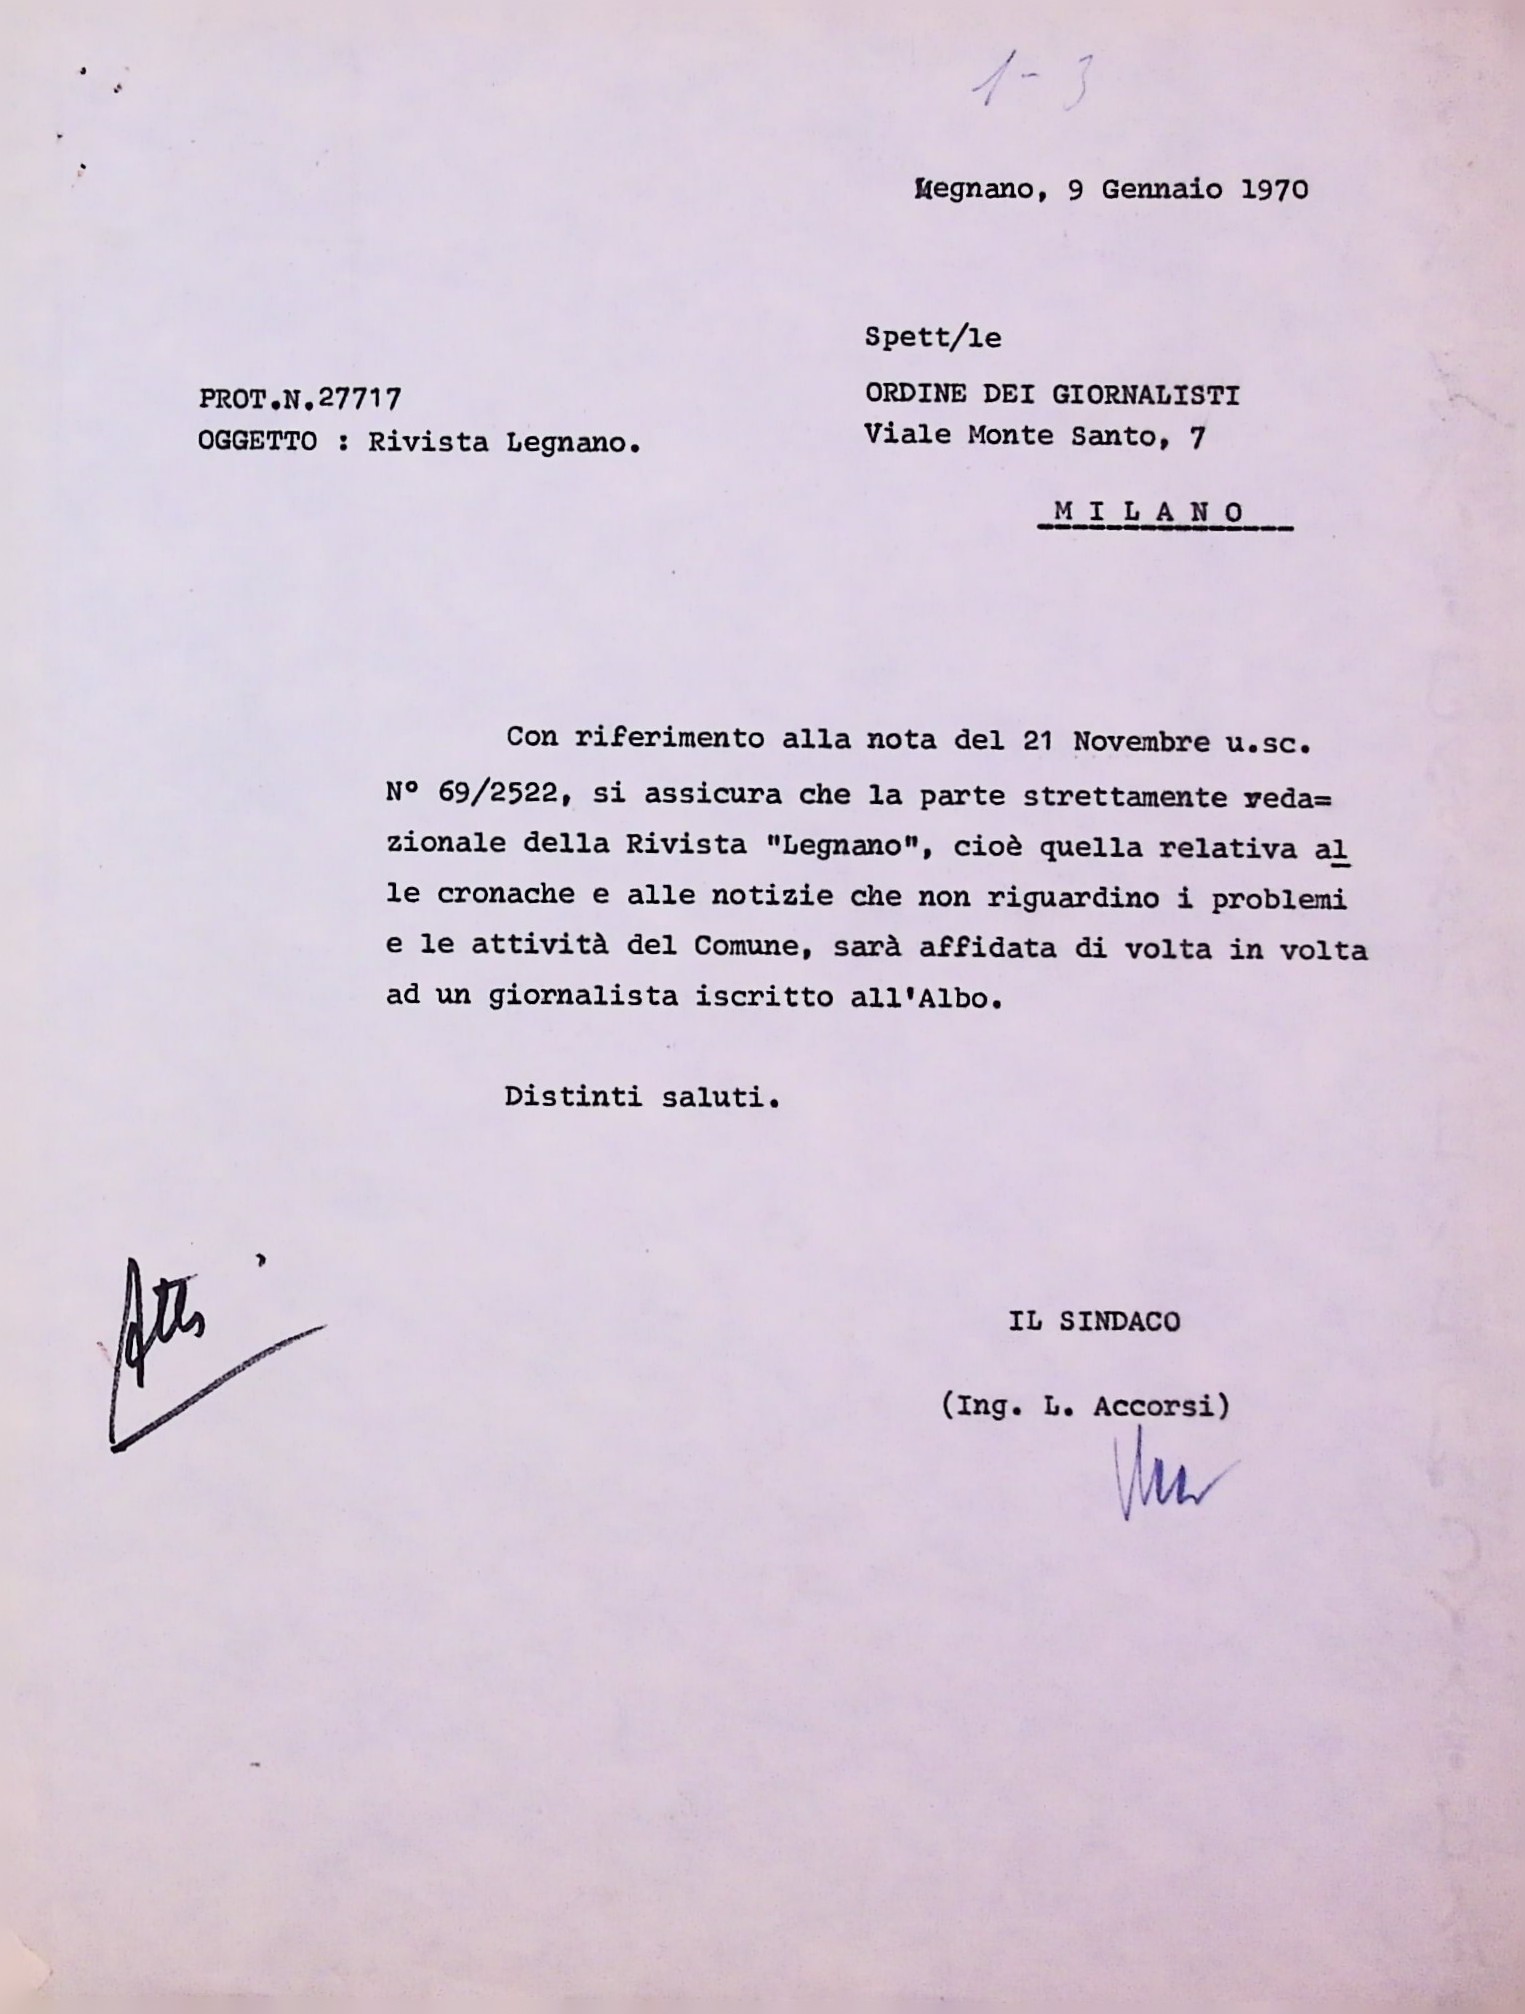 1-3
Legnano, 9 Gennaio 1970
Spett/le
PROT.N.27717
OGGETTO : Rivista Legnano.
ORDINE DEI GIORNALISTI
Viale Monte Santo, 7
M I L A N O
Con riferimento alla nota del 21 Novembre u.sc.
N° 69/2522, si assicura che la parte strettamente reda=
zionale della Rivista "Legnano", cioè quella relativa al
le cronache e alle notizie che non riguardino i problemi
e le attività del Comune, sarà affidata di volta in volta
ad un giornalista iscritto all'Albo.
Distinti saluti.
IL SINDACO
(Ing. L. Accorsi)